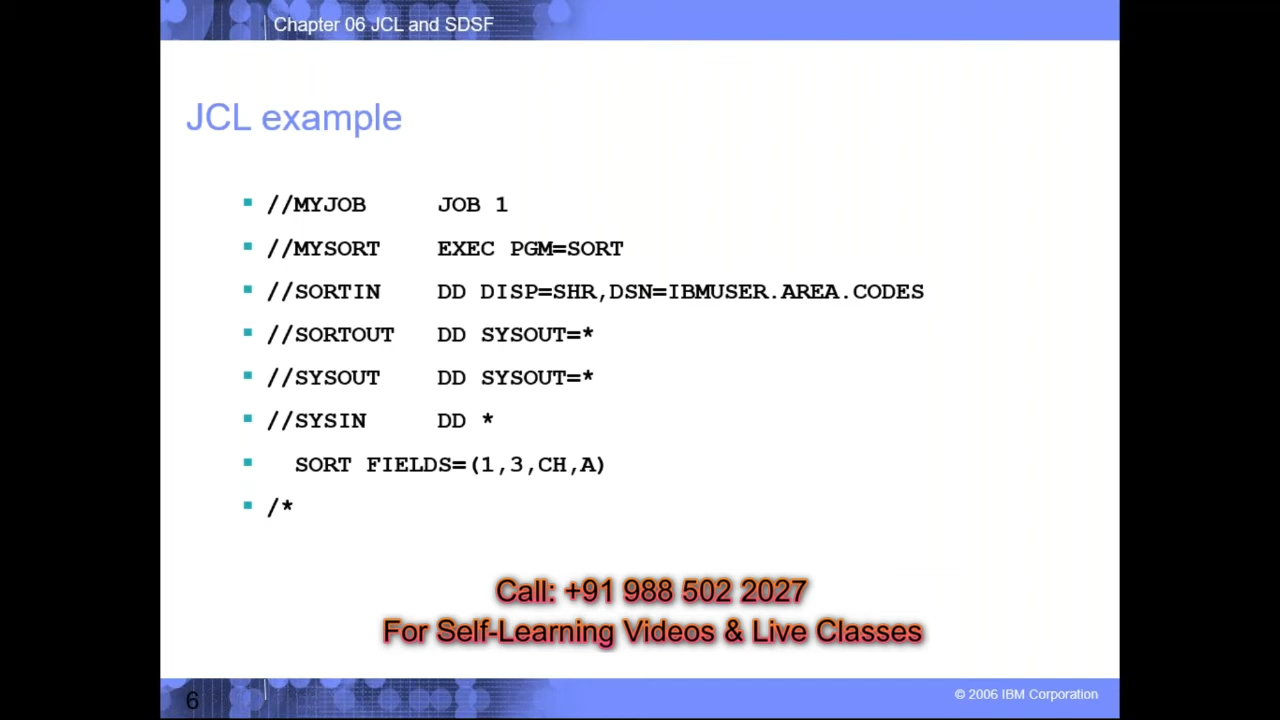 Chapter 06 JCL and SDSF
JCL example
//MYJOB JOB 1
//MYSORT EXEC PGM=SORT
//SORTIN DD DISP=SHR,DSN=IBMUSER.AREA.CODES
//SORTOUT DD SYSOUT=*
//SYSOUT DD SYSOUT=*
//SYSIN DD *
SORT FIELDS=(1,3,CH,A)
/*
Call: +91 988 502 2027
For Self-Learning Videos & Live Classes
6
© 2006 IBM Corporation